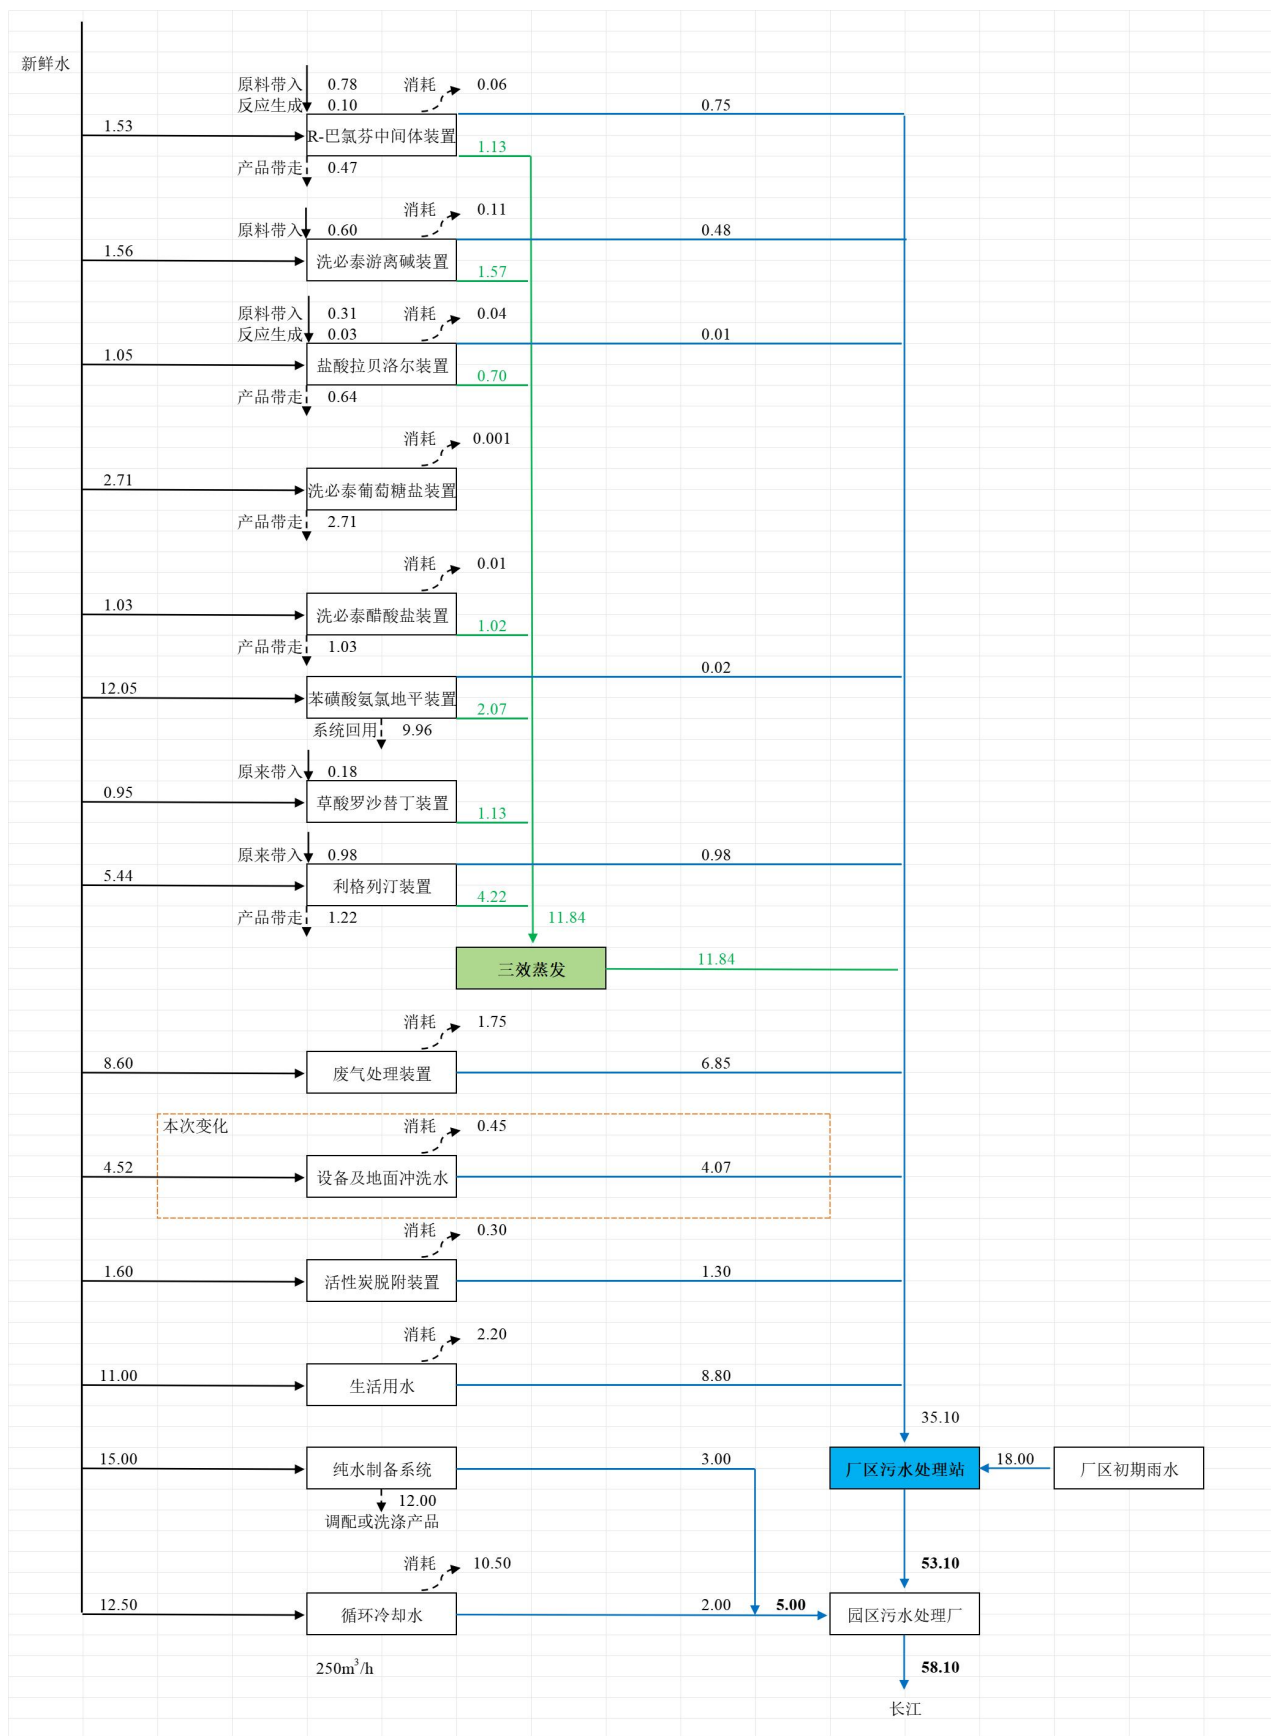 新鲜水
原料带入 0.78 消耗 0.06
反应生成 0.10 0.75
1.53 R-巴氯芬中间体装置 1.13
产品带走 0.47
消耗 0.11
原料带入 0.60 0.48
1.56 洗必泰游离碱装置 1.57
原料带入 0.31 消耗 0.04
反应生成 0.03 0.01
1.05 盐酸拉贝洛尔装置 0.70
产品带走 0.64
消耗 0.001
2.71 洗必泰葡萄糖盐装置
产品带走 2.71
消耗 0.01
1.03 洗必泰醋酸盐装置 1.02
产品带走 1.03
0.02
12.05 苯磺酸氨氯地平装置 2.07
系统回用 9.96
原来带入 0.18
0.95 草酸罗沙替丁装置 1.13
原来带入 0.98 0.98
5.44 利格列汀装置 4.22
产品带走 1.22 11.84
三效蒸发 11.84
消耗 1.75
8.60 废气处理装置 6.85
本次变化 消耗 0.45
4.52 设备及地面冲洗水 4.07
消耗 0.30
1.60 活性炭脱附装置 1.30
消耗 2.20
11.00 生活用水 8.80
35.10
15.00 纯水制备系统 3.00 厂区污水处理站 18.00 厂区初期雨水
12.00
调配或洗涤产品
消耗 10.50 53.10
12.50 循环冷却水 2.00 5.00 园区污水处理厂
250m³/h 58.10
长江